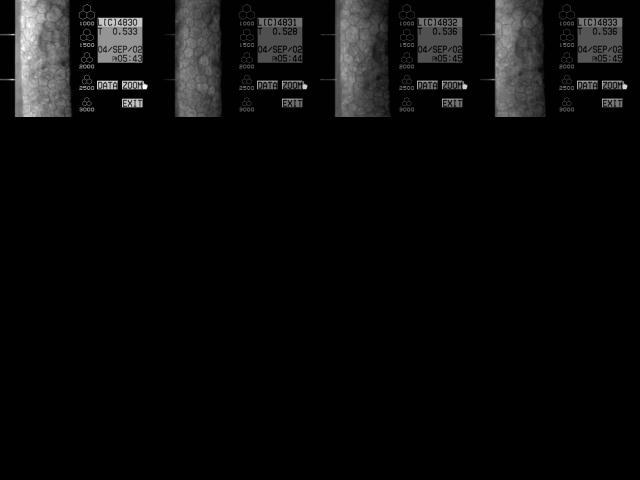 1000
L(C)4830
T 0.533
1500
04/SEP/02
PM05:43
2000
2500
DATA ZOOM
EXIT
3000
1000
L(C)4831
T 0.528
1500
04/SEP/02
PM05:44
2000
2500
DATA ZOOM
EXIT
3000
1000
L(C)4832
T 0.536
1500
04/SEP/02
PM05:45
2000
2500
DATA ZOOM
EXIT
3000
1000
L(C)4833
T 0.536
1500
04/SEP/02
PM05:45
2000
2500
DATA ZOOM
EXIT
3000